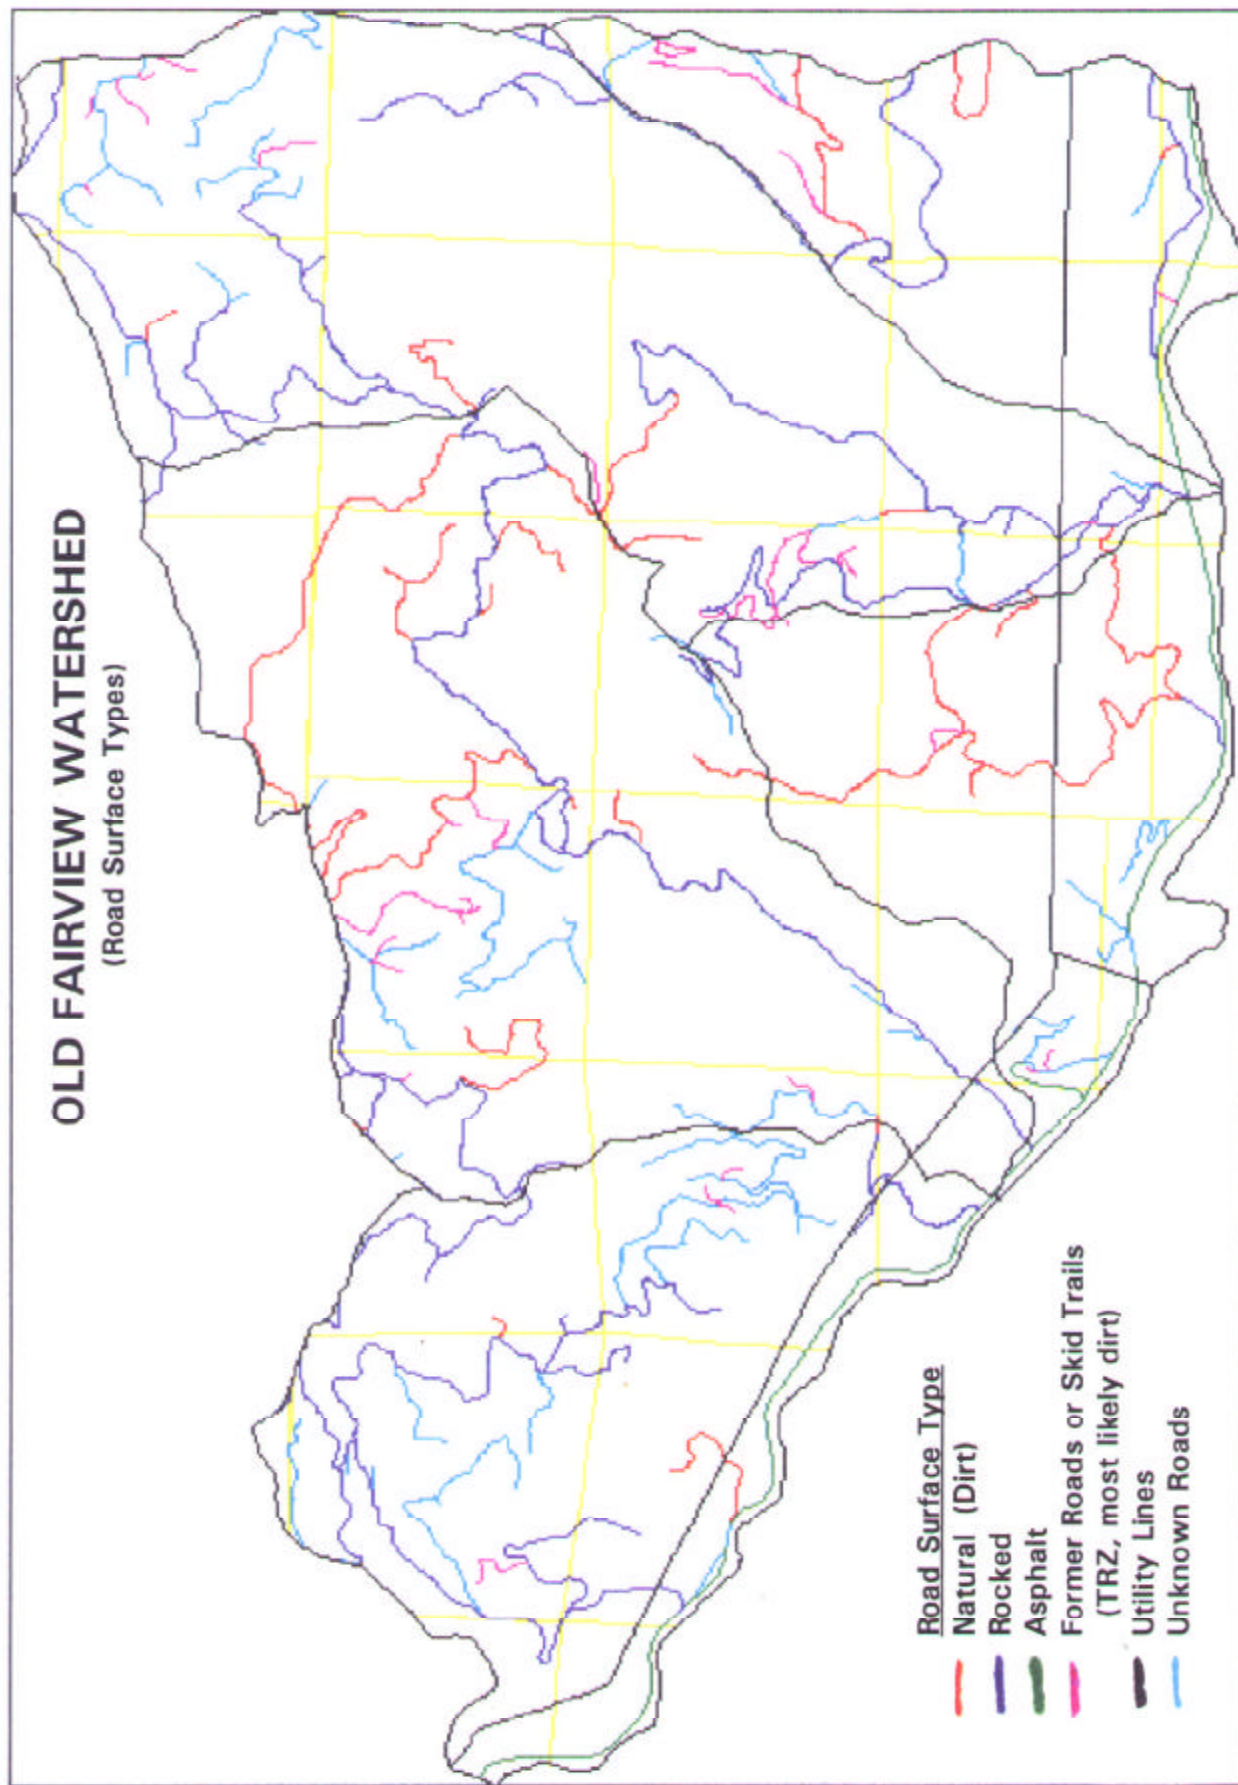 OLD FAIRVIEW WATERSHED
(Road Surface Types)
Road Surface Type
Natural (Dirt)
Rocked
Asphalt
Former Roads or Skid Trails
(TRZ, most likely dirt)
Utility Lines
Unknown Roads